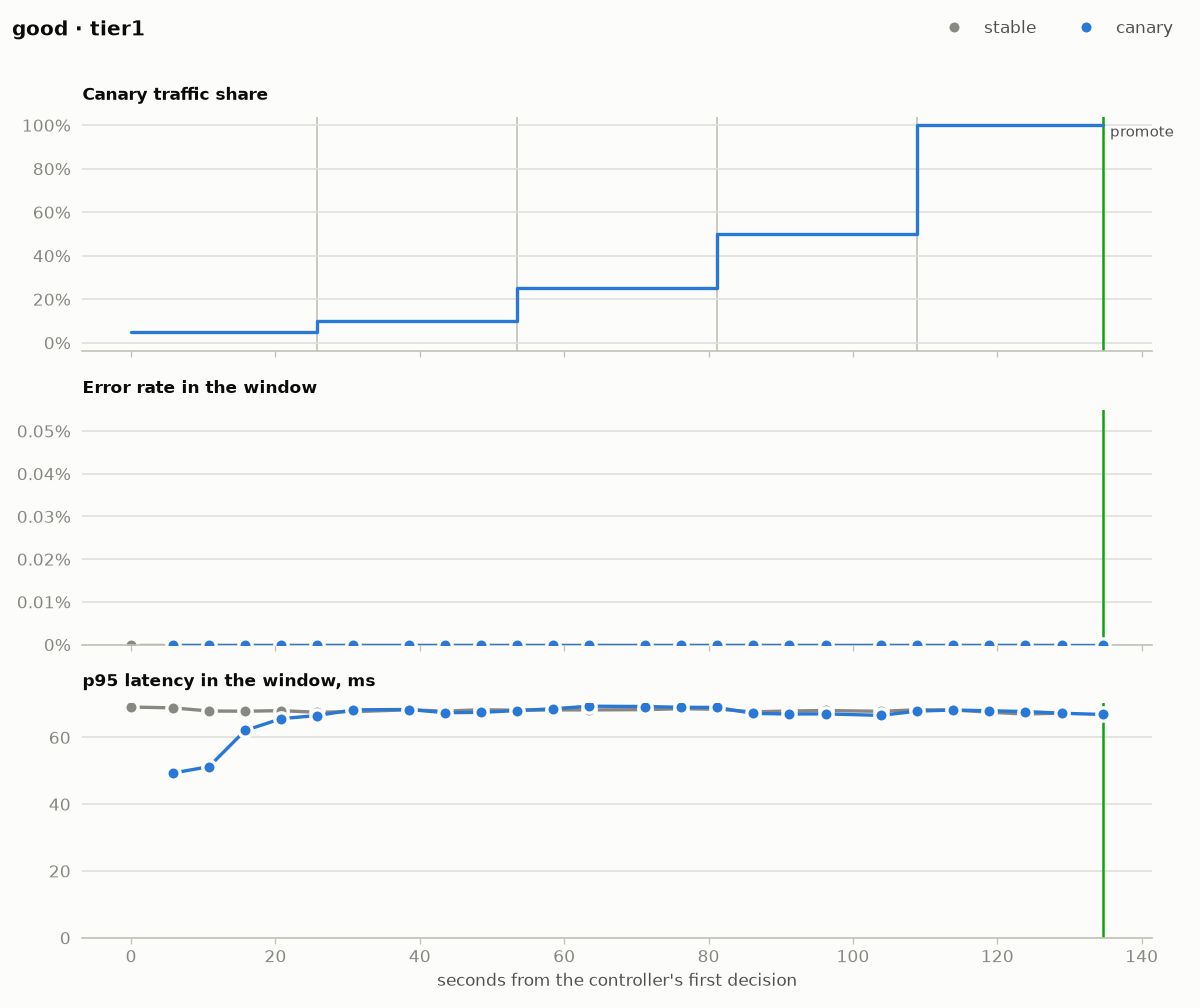 good · tier1
stable canary
Canary traffic share
100%
promote
80%
60%
40%
20%
0%
Error rate in the window
0.05%
0.04%
0.03%
0.02%
0.01%
0%
p95 latency in the window, ms
60
40
20
0
0 20 40 60 80 100 120 140
seconds from the controller's first decision